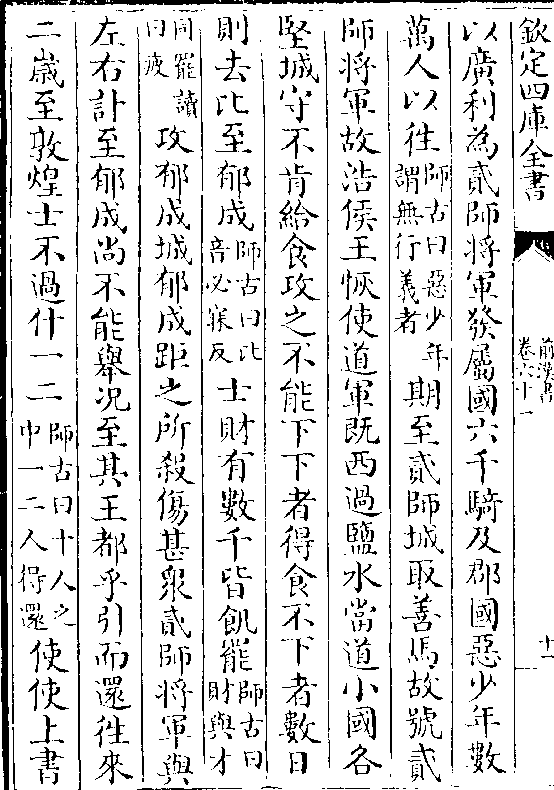 欽定四庫全書
前漢書
卷六十一
十一
以廣利為貳師將軍發屬國六千騎及郡國惡少年數
萬人以往師古曰惡少年謂無行義者期至貳師城取善馬故號貳
師將軍故浩侯王恢使道軍既西過鹽水當道小國各
堅城守不肯給食攻之不能下下者得食不下者數日
則去比至郁成師古曰比音必寐反士財有數千皆飢罷師古曰財與才
同罷讀曰疲攻郁成城郁成距之所殺傷甚衆貳師將軍與
左右計至郁成尚不能舉況至其王都乎引而還往來
二嵗至敦煌士不過什一二師古曰十人之中一二人得還使使上書